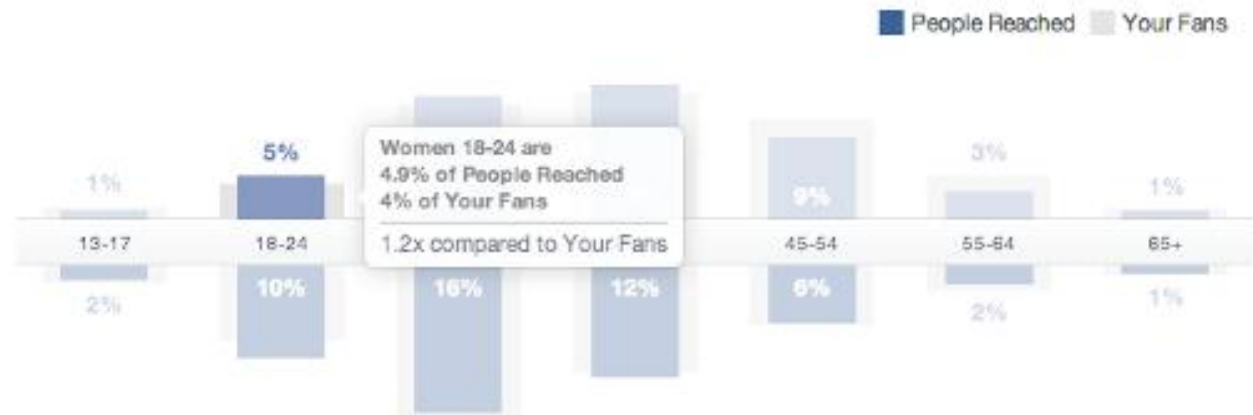 People Reached Your Fans
5%
Women 18-24 are
4.9% of People Reached
4% of Your Fans
1.2x compared to Your Fans
1%
9%
3%
1%
13-17 18-24 45-54 55-64 65+
2%
10%
16%
12%
6%
2%
1%